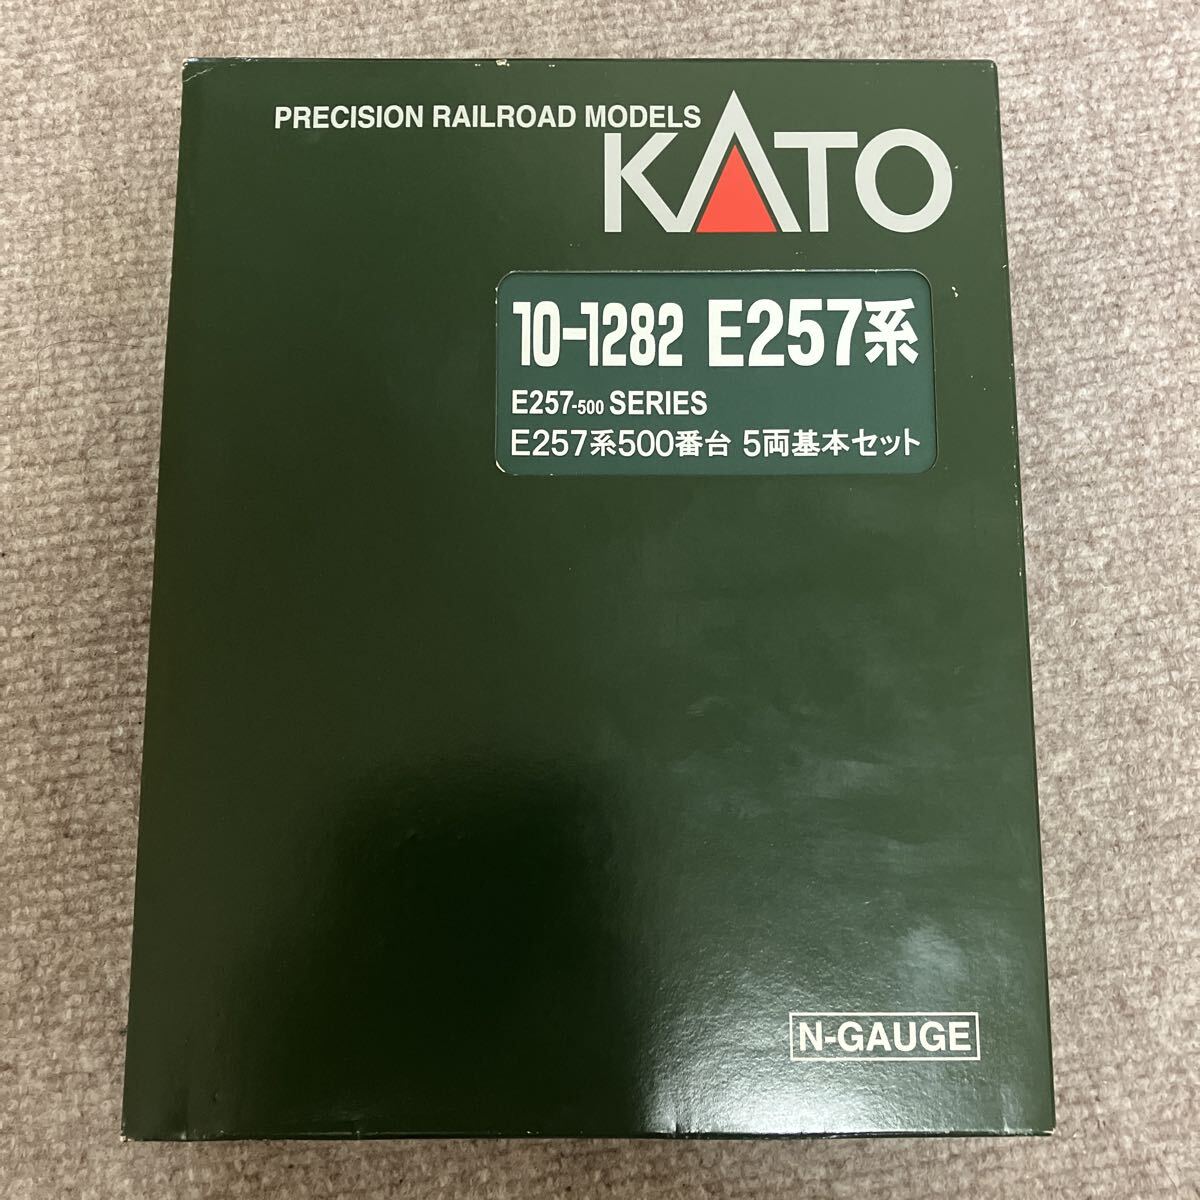 PRECISION RAILROAD MODELS
KATO
10-1282 E257系
E257-500 SERIES
E257系500番台 5両基本セット
N-GAUGE